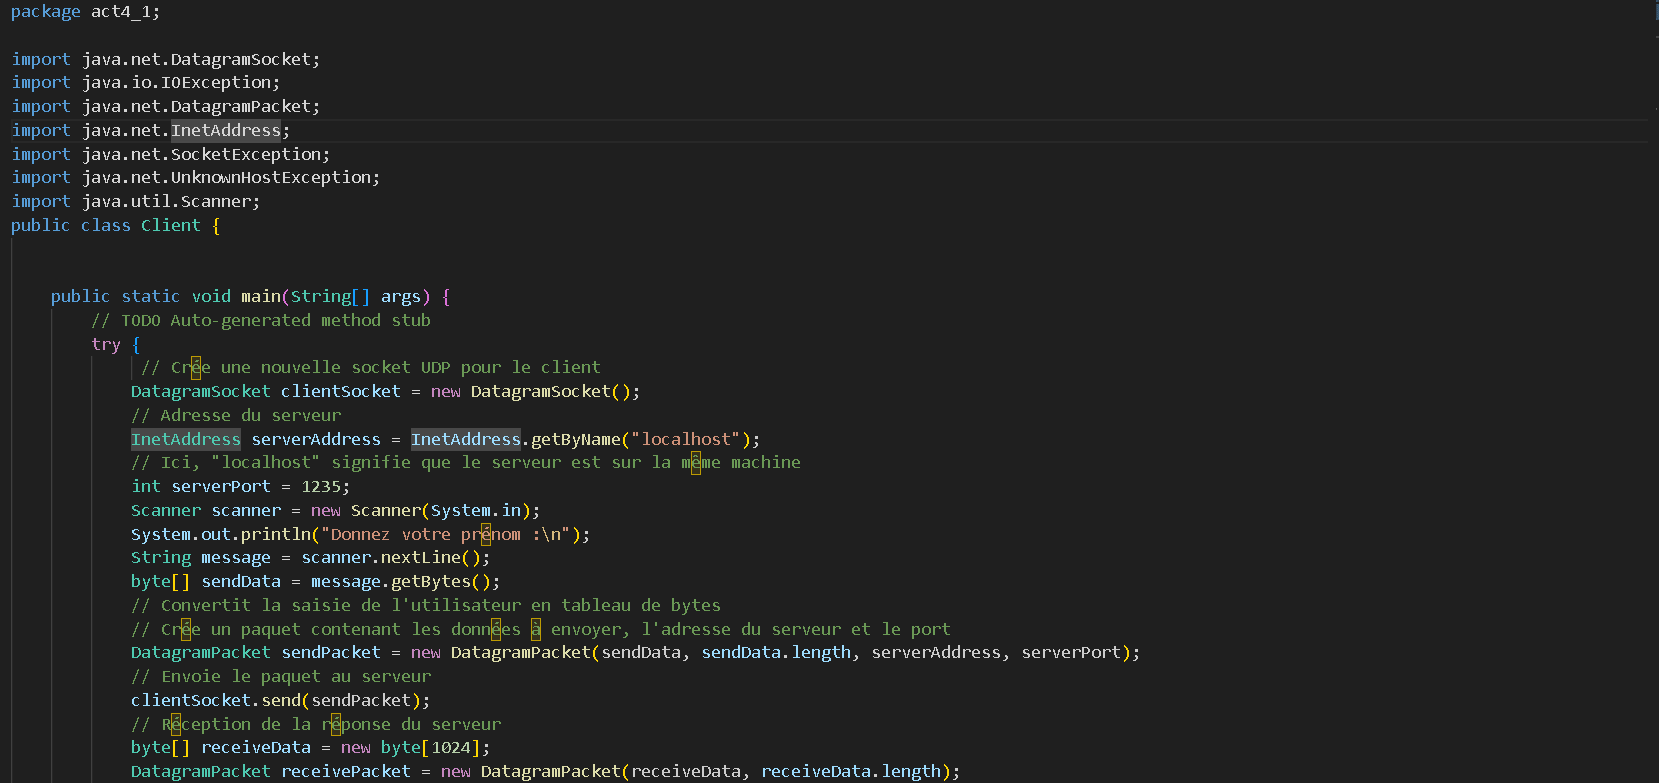 package act4_1;
import java.net.DatagramSocket;
import java.io.IOException;
import java.net.DatagramPacket;
import java.net.InetAddress;
import java.net.SocketException;
import java.net.UnknownHostException;
import java.util.Scanner;
public class Client {
public static void main(String[] args) {
// TODO Auto-generated method stub
try {
// Crée une nouvelle socket UDP pour le client
DatagramSocket clientSocket = new DatagramSocket();
// Adresse du serveur
InetAddress serverAddress = InetAddress.getByName("localhost");
// Ici, "localhost" signifie que le serveur est sur la même machine
int serverPort = 1235;
Scanner scanner = new Scanner(System.in);
System.out.println("Donnez votre prénom :\n");
String message = scanner.nextLine();
byte[] sendData = message.getBytes();
// Convertit la saisie de l'utilisateur en tableau de bytes
// Crée un paquet contenant les données à envoyer, l'adresse du serveur et le port
DatagramPacket sendPacket = new DatagramPacket(sendData, sendData.length, serverAddress, serverPort);
// Envoie le paquet au serveur
clientSocket.send(sendPacket);
// Réception de la réponse du serveur
byte[] receiveData = new byte[1024];
DatagramPacket receivePacket = new DatagramPacket(receiveData, receiveData.length);